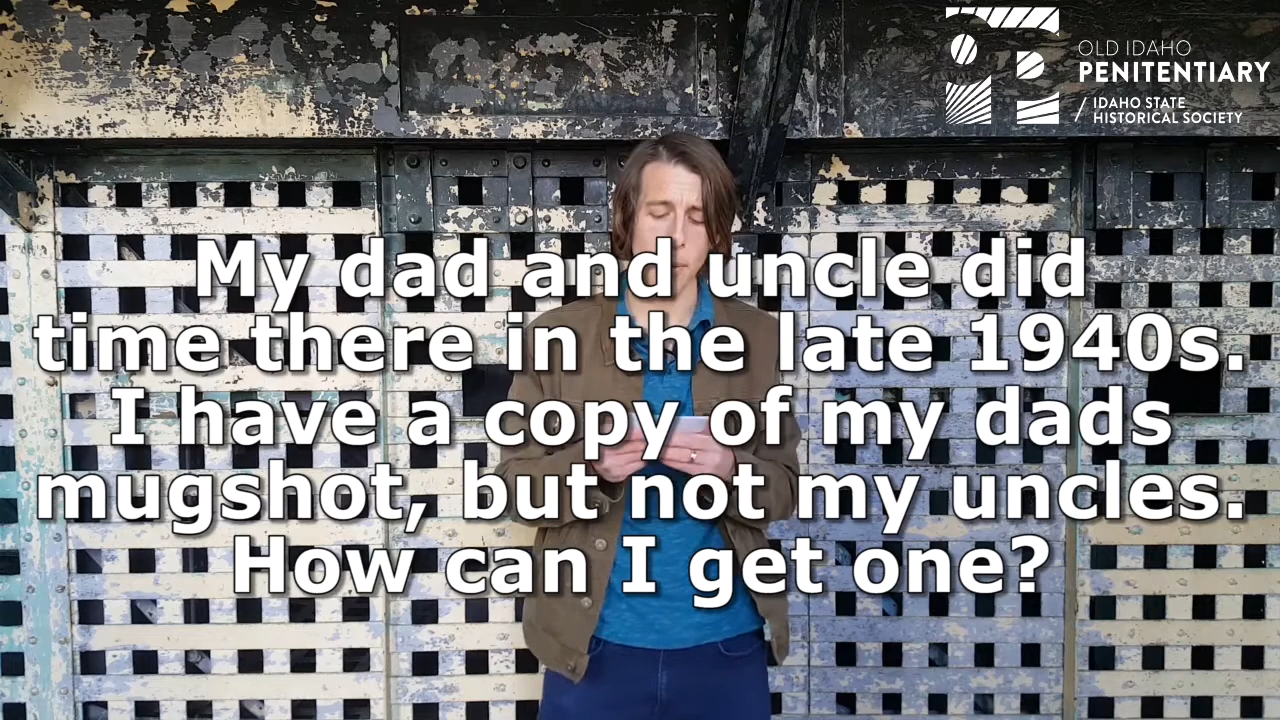 OLD IDAHO
PENITENTIARY
/ IDAHO STATE
HISTORICAL SOCIETY
My dad and uncle did
time there in the late 1940s.
I have a copy of my dads
mugshot, but not my uncles.
How can I get one?